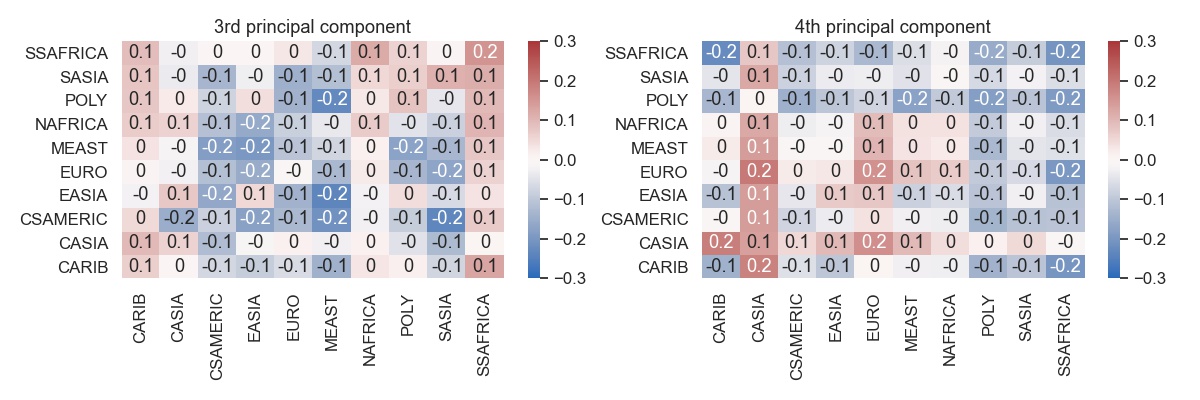 3rd principal component
SSAFRICA 0.1 -0 0 0 0 -0.1 0.1 0.1 0 0.2
SASIA 0.1 -0 -0.1 -0 -0.1 -0.1 0.1 0.1 0.1 0.1
POLY 0.1 0 -0.1 0 -0.1 -0.2 0 0.1 -0 0.1
NAFRICA 0.1 0.1 -0.1 -0.2 -0.1 -0 0.1 -0 -0.1 0.1
MEAST 0 -0 -0.2 -0.2 -0.1 -0.1 0 -0.2 -0.1 0.1
EURO 0 -0 -0.1 -0.2 -0 -0.1 0 -0.1 -0.2 0.1
EASIA -0 0.1 -0.2 0.1 -0.1 -0.2 -0 0 -0.1 0
CSAMERIC 0 -0.2 -0.1 -0.2 -0.1 -0.2 -0 -0.1 -0.2 0.1
CASIA 0.1 0.1 -0.1 -0 0 -0 0 -0 -0.1 0
CARIB 0.1 0 -0.1 -0.1 -0.1 -0.1 0 0 -0.1 0.1
CARIB CASIA CSAMERIC EASIA EURO MEAST NAFRICA POLY SASIA SSAFRICA
0.3
0.2
0.1
0.0
−0.1
−0.2
−0.3
4th principal component
SSAFRICA -0.2 0.1 -0.1 -0.1 -0.1 -0.1 -0 -0.2 -0.1 -0.2
SASIA -0 0.1 -0.1 -0 -0 -0 -0 -0.1 -0 -0.1
POLY -0.1 0 -0.1 -0.1 -0.1 -0.2 -0.1 -0.2 -0.1 -0.2
NAFRICA 0 0.1 -0 -0 0.1 0 0 -0.1 -0 -0.1
MEAST 0 0.1 -0 -0 0.1 0 0 -0.1 -0 -0.1
EURO 0 0.2 0 0 0.2 0.1 0.1 -0.1 -0 -0.2
EASIA -0.1 0.1 -0 0.1 0.1 0 -0 -0.1 -0 -0.1
CSAMERIC -0 0.1 -0.1 -0 0 -0 -0 -0.1 -0.1 -0.1
CASIA 0.2 0.1 0.1 0.1 0.2 0.1 0 0 0 -0
CARIB -0.1 0.2 -0.1 -0.1 0 -0 -0 -0.1 -0.1 -0.2
CARIB CASIA CSAMERIC EASIA EURO MEAST NAFRICA POLY SASIA SSAFRICA
0.3
0.2
0.1
0.0
−0.1
−0.2
−0.3